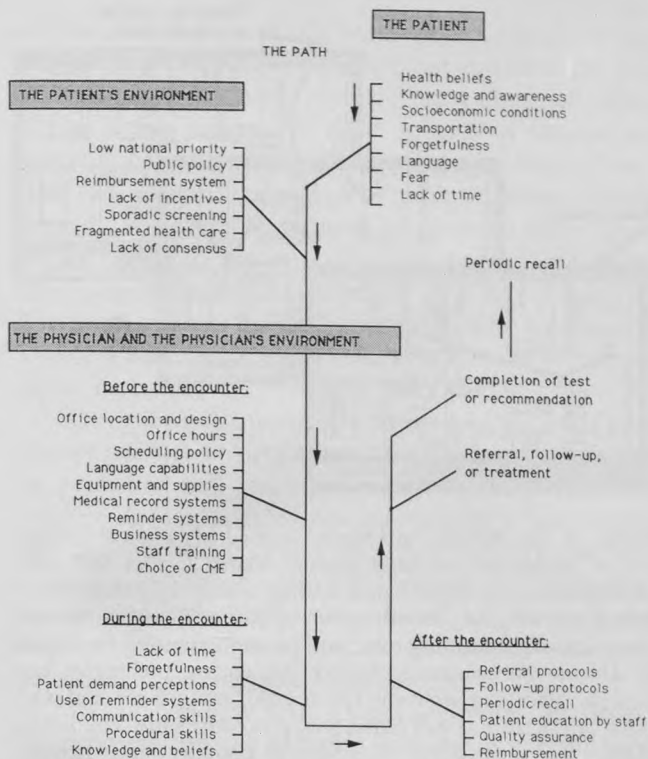 THE PATIENT
THE PATH
Health beliefs
Knowledge and awareness
Socioeconomic conditions
Transportation
Forgetfulness
Language
Fear
Lack of time
THE PATIENT'S ENVIRONMENT
Low national priority
Public policy
Reimbursement system
Lack of incentives
Sporadic screening
Fragmented health care
Lack of consensus
Periodic recall
THE PHYSICIAN AND THE PHYSICIAN'S ENVIRONMENT
Completion of test
or recommendation
Referral, follow-up,
or treatment
Before the encounter:
Office location and design
Office hours
Scheduling policy
Language capabilities
Equipment and supplies
Medical record systems
Reminder systems
Business systems
Staff training
Choice of CME
During the encounter:
Lack of time
Forgetfulness
Patient demand perceptions
Use of reminder systems
Communication skills
Procedural skills
Knowledge and beliefs
After the encounter:
Referral protocols
Follow-up protocols
Periodic recall
Patient education by staff
Quality assurance
Reimbursement